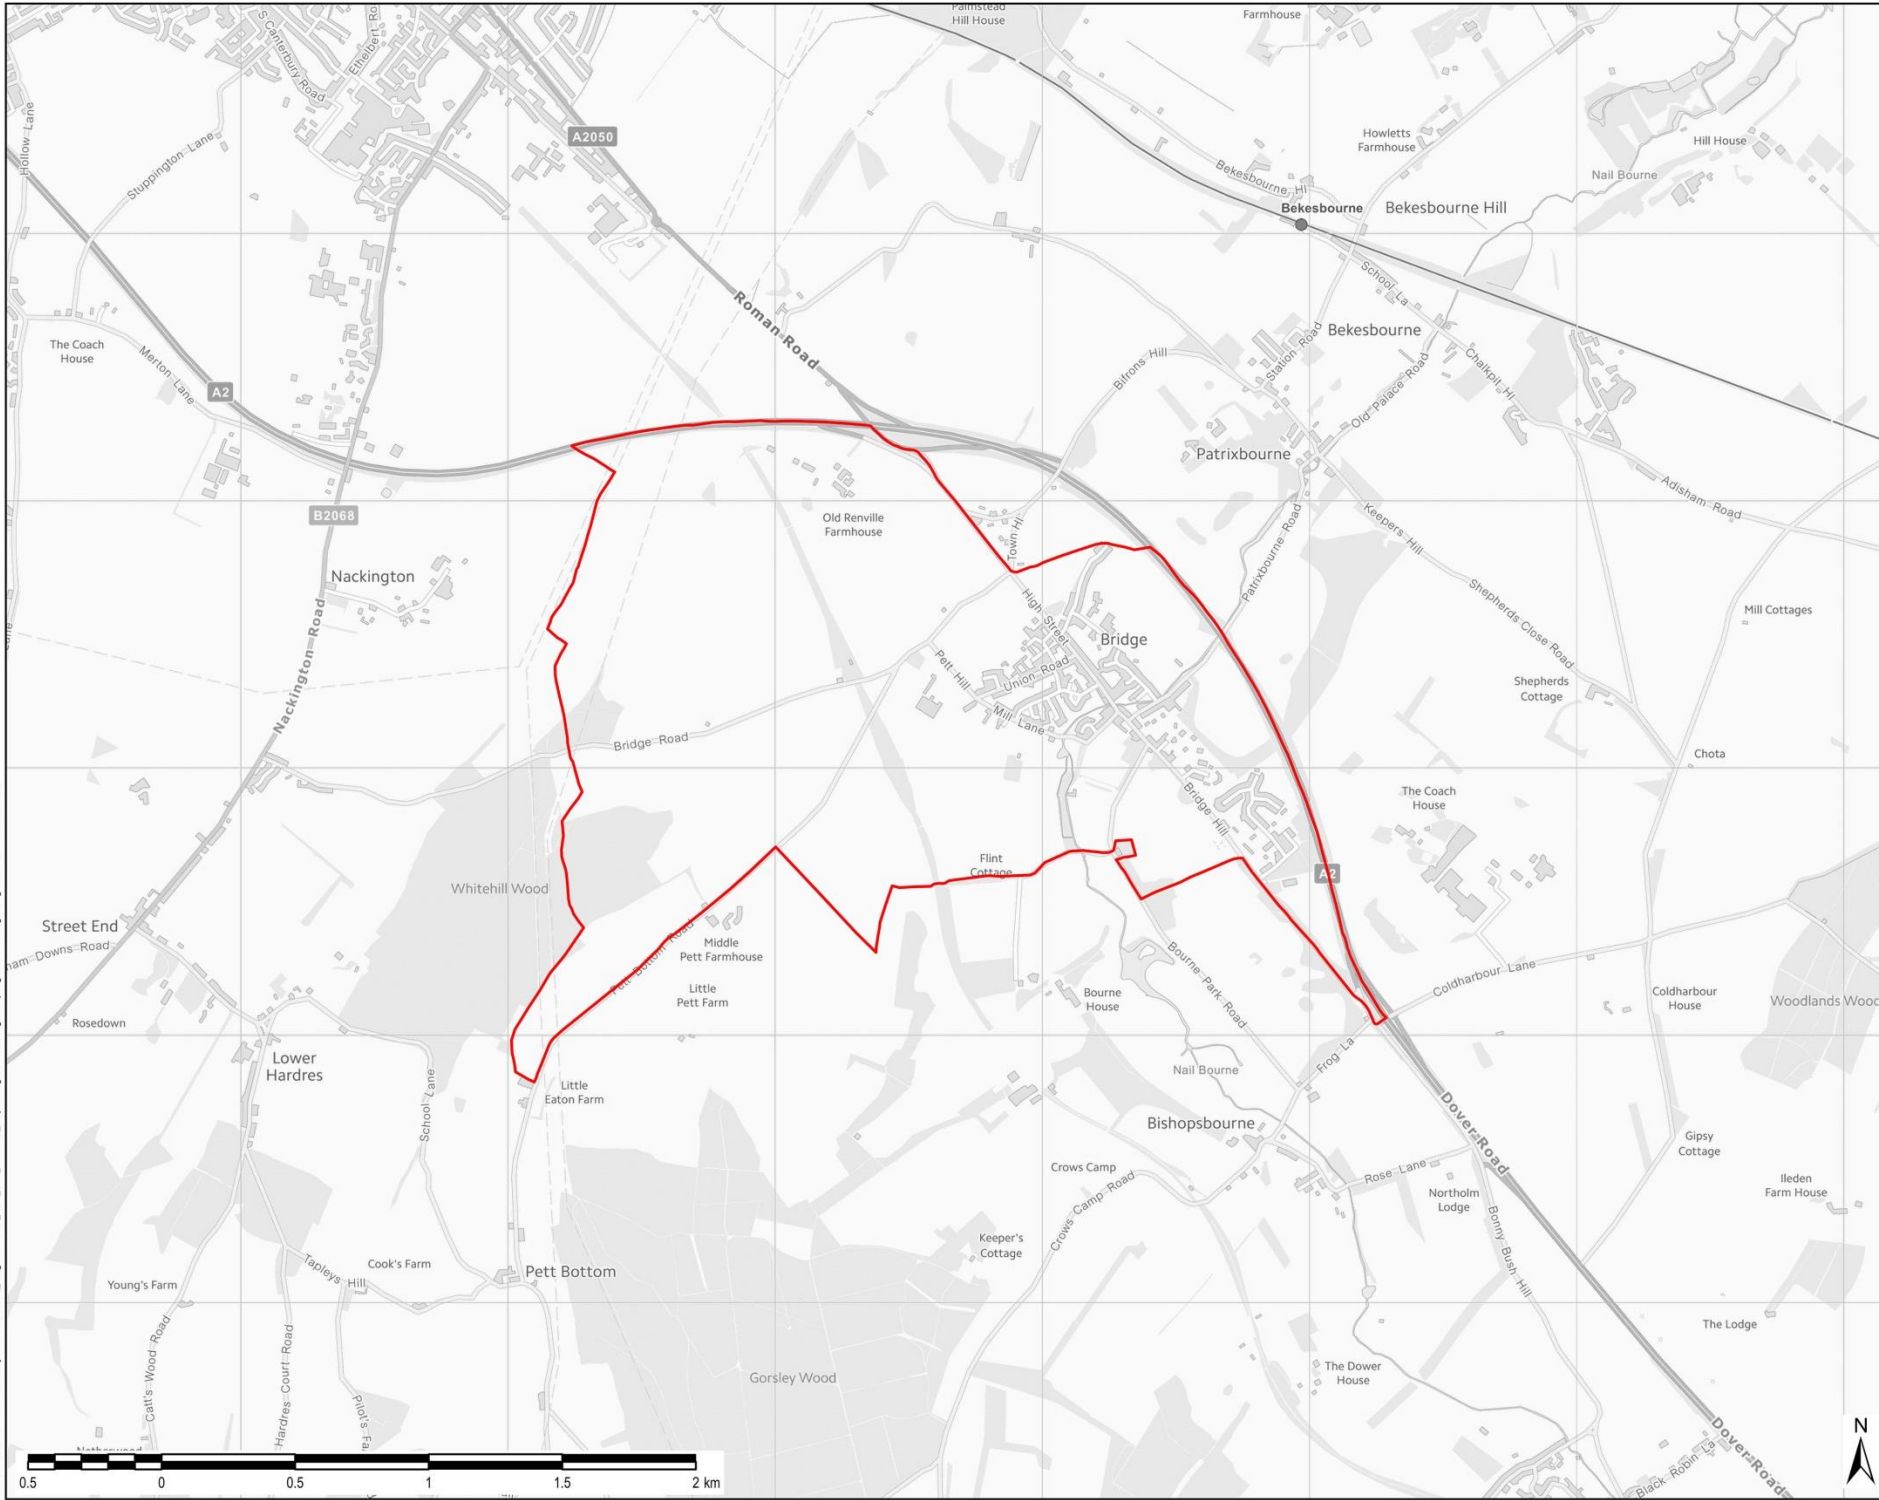 Palmstead
Hill House
Farmhouse
S Canterbury Road
Ethelbert Ro
Hollow Lane
Stuppington Lane
A2050
Howletts
Farmhouse
Hill House
Nail Bourne
Bekesbourne Hl
Bekesbourne
Bekesbourne Hill
School La
Roman Road
Bekesbourne
Station Road
The Coach
House
Merton Lane
A2
Bifrons Hill
Old Palace Road
Chalkpit Hl
Patrixbourne
Adisham Road
B2068
Old Renville
Farmhouse
Town Hl
Keepers Hill
Patrixbourne Road
Nackington
High Street
Shepherds Close Road
Mill Cottages
Bridge
Nackington Road
Pett Hill
Union Road
Shepherds
Cottage
Mill Lane
Bridge Road
Chota
Bridge Hill
The Coach
House
Flint
Cottage
A2
Whitehill Wood
Street End
ham Downs Road
Middle
Pett Farmhouse
Pett Bottom Road
Bourne Park Road
Coldharbour Lane
Little
Pett Farm
Bourne
House
Coldharbour
House
Woodlands Wood
Rosedown
Lower
Hardres
Frog La
Nail Bourne
Little
Eaton Farm
School Lane
Dover Road
Bishopsbourne
Gipsy
Cottage
Crows Camp
Crows Camp Road
Rose Lane
Northolm
Lodge
Ileden
Farm House
Keeper's
Cottage
Bonny Bush Hill
Tapleys Hill
Cook's Farm
Pett Bottom
Young's Farm
Catt's Wood Road
Hardres Court Road
The Lodge
Gorsley Wood
The Dower
House
Pilot's Fa
Dover Road
Black Robin La
N
0.5 0 0.5 1 1.5 2 km